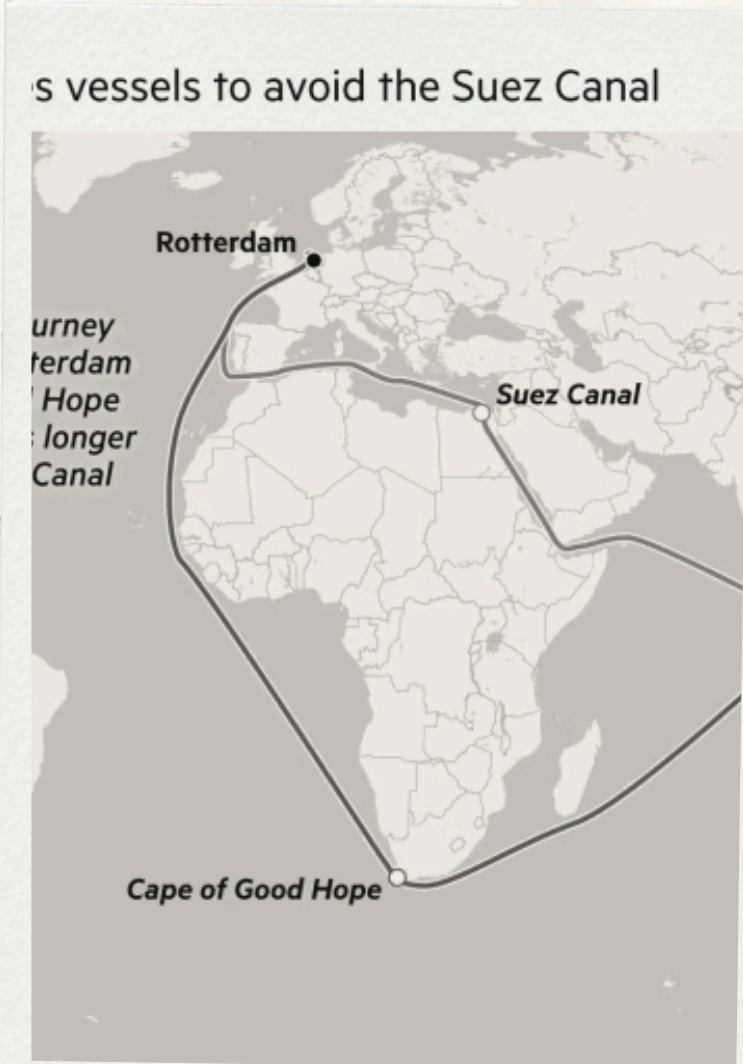 s vessels to avoid the Suez Canal
Rotterdam
urney
terdam
Hope
longer
Canal
Suez Canal
Cape of Good Hope